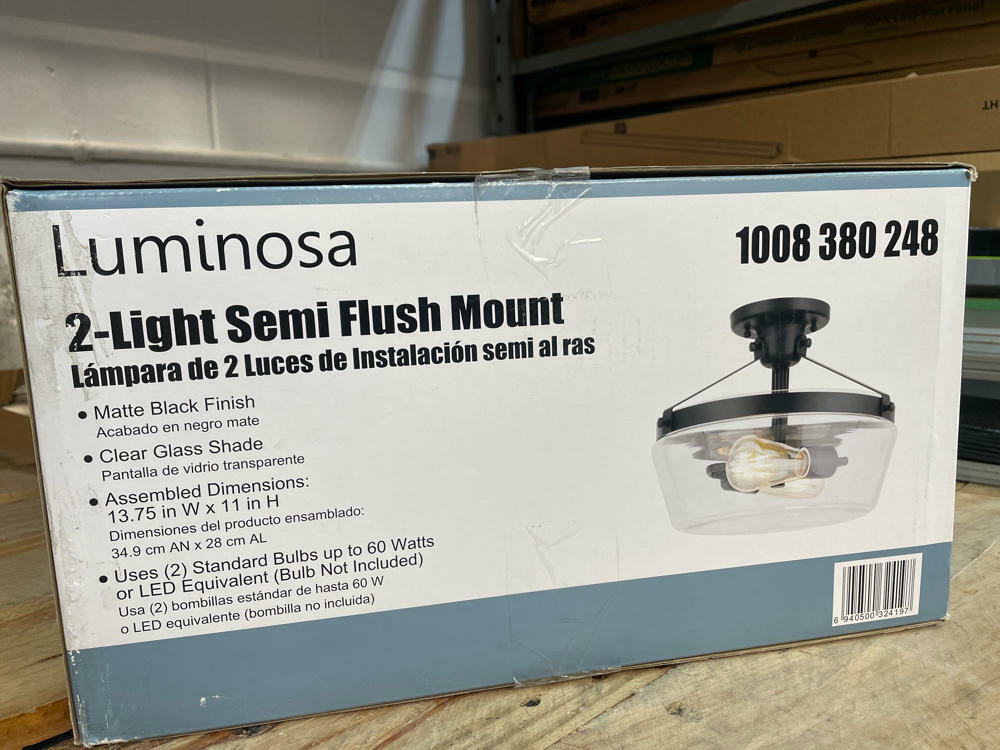 Luminosa
1008 380 248
2-Light Semi Flush Mount
Lámpara de 2 Luces de Instalación semi al ras
• Matte Black Finish
Acabado en negro mate
• Clear Glass Shade
Pantalla de vidrio transparente
• Assembled Dimensions:
13.75 in W x 11 in H
Dimensiones del producto ensamblado:
34.9 cm AN x 28 cm AL
• Uses (2) Standard Bulbs up to 60 Watts
or LED Equivalent (Bulb Not Included)
Usa (2) bombillas estándar de hasta 60 W
o LED equivalente (bombilla no incluida)
6 940500 324197